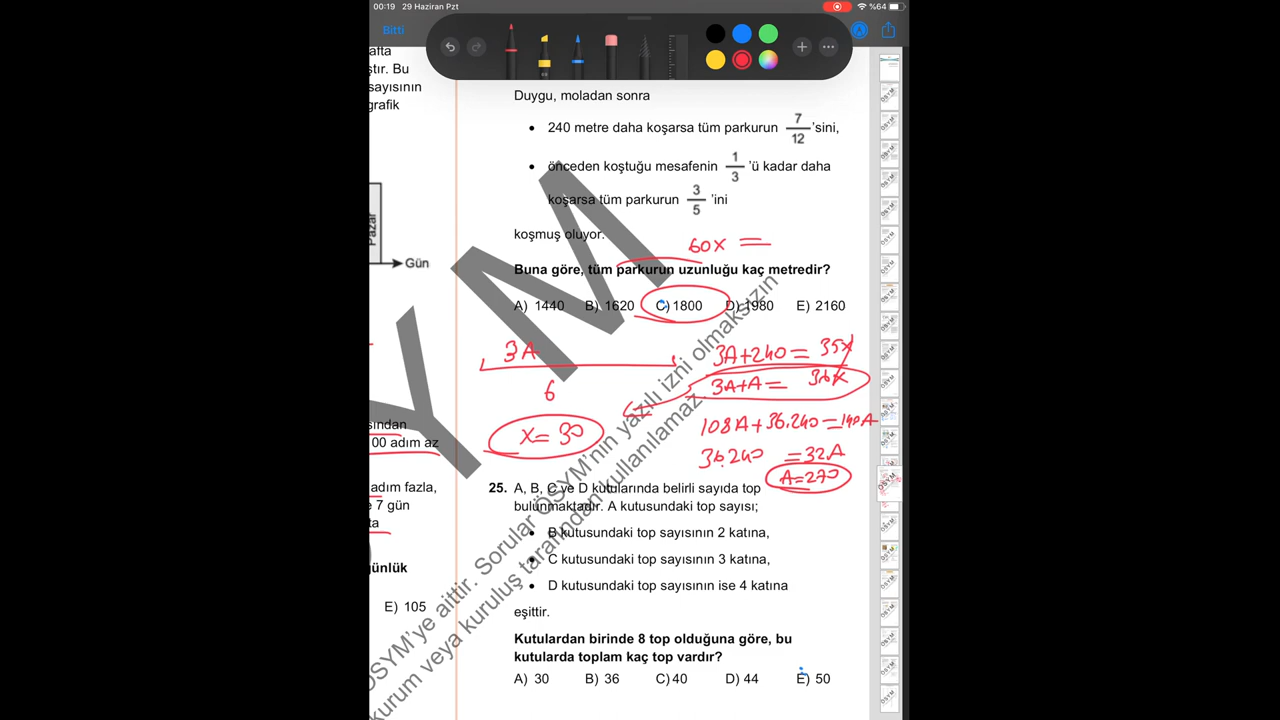 00:19 29 Haziran Pzt %64
Bitti
afta
ştır. Bu
sayısının
grafik
Pazar
Gün
sından
00 adım az
adım fazla,
e 7 gün
ta
günlük
E) 105
Duygu, moladan sonra
• 240 metre daha koşarsa tüm parkurun 7/12 'sini,
• önceden koştuğu mesafenin 1/3 'ü kadar daha
koşarsa tüm parkurun 3/5 'ini
koşmuş oluyor.
60x =
Buna göre, tüm parkurun uzunluğu kaç metredir?
A) 1440 B) 1620 C) 1800 D) 1980 E) 2160
3A
6
x = 30
3A+240 = 35x
3A+A = 36x
108A + 36.240 = 140A
36.240 = 32A
A = 270
25. A, B, C ve D kutularında belirli sayıda top
bulunmaktadır. A kutusundaki top sayısı;
• B kutusundaki top sayısının 2 katına,
• C kutusundaki top sayısının 3 katına,
• D kutusundaki top sayısının ise 4 katına
eşittir.
Kutulardan birinde 8 top olduğuna göre, bu
kutularda toplam kaç top vardır?
A) 30 B) 36 C) 40 D) 44 E) 50
YM
ÖSYM'ye aittir. Sorular ÖSYM'nin yazılı izni olmaksızın
kurum veya kuruluş tarafından kullanılamaz.